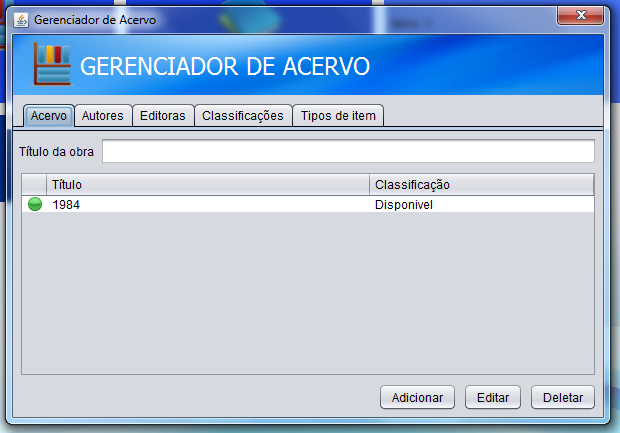 Gerenciador de Acervo
GERENCIADOR DE ACERVO
Acervo Autores Editoras Classificações Tipos de item
Título da obra
Título Classificação
1984 Disponivel
Adicionar Editar Deletar